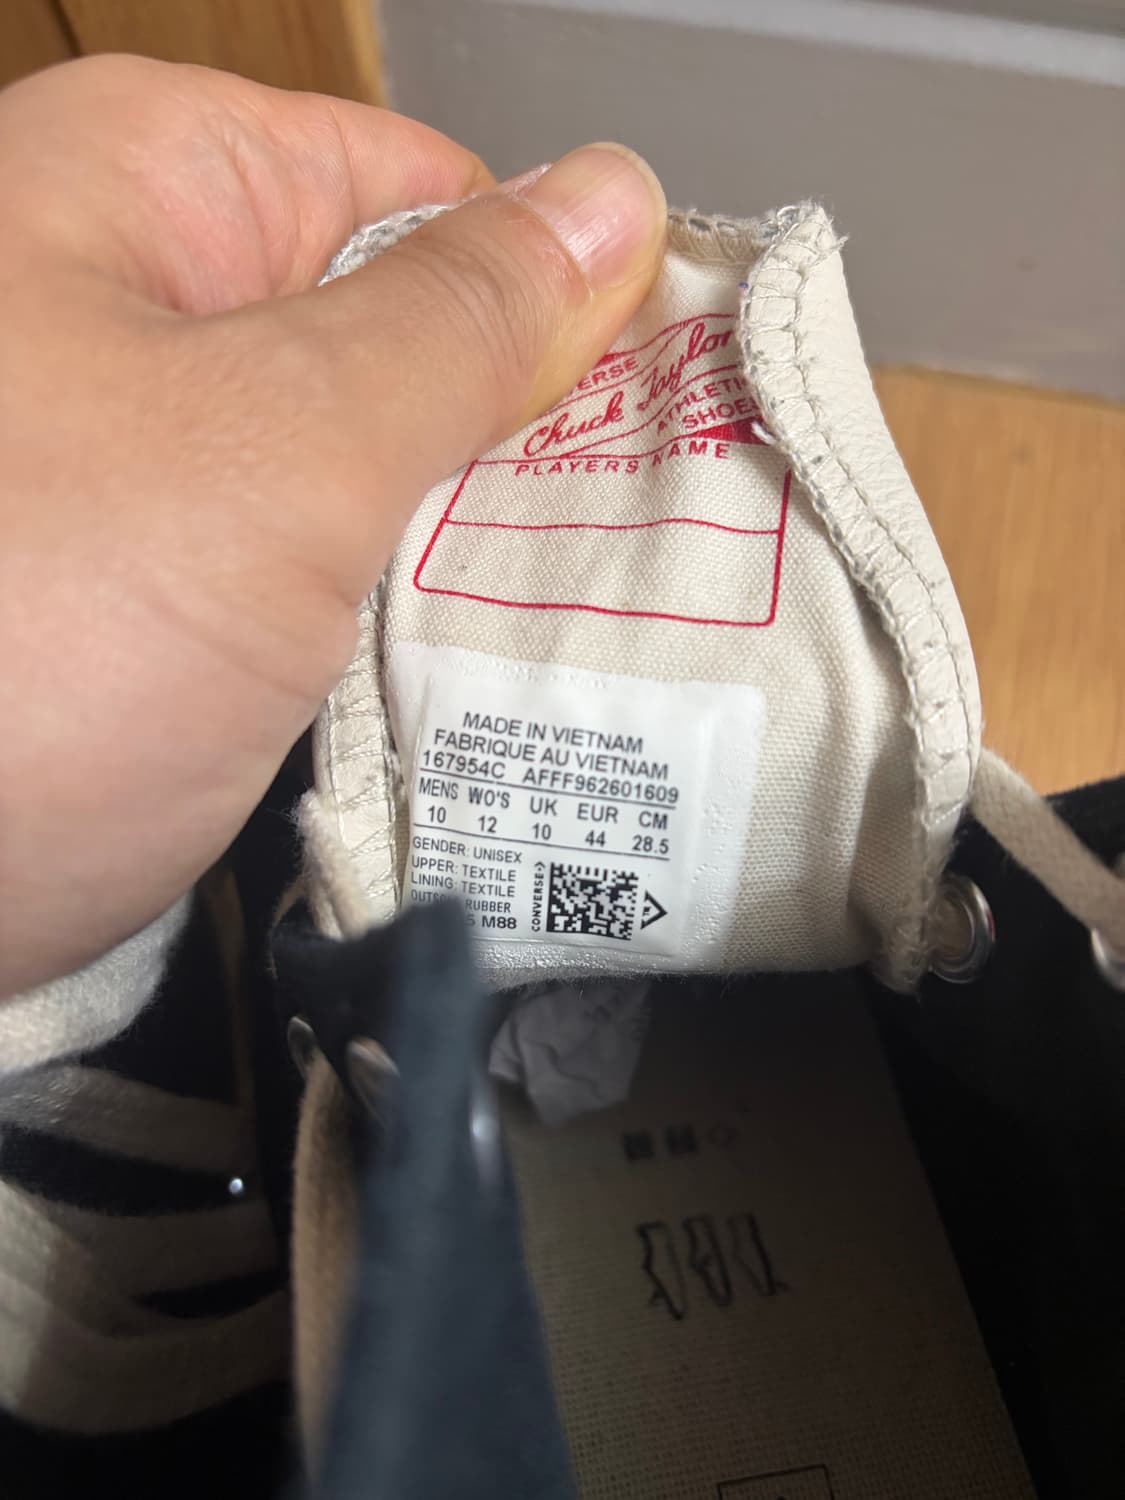 Chuck Taylor
ATHLETIC
SHOES
PLAYERS NAME
MADE IN VIETNAM
FABRIQUE AU VIETNAM
167954C AFFF962601609
MENS WO'S UK EUR CM
10 12 10 44 28.5
GENDER: UNISEX
UPPER: TEXTILE
LINING: TEXTILE
RUBBER
M88
CONVERSE